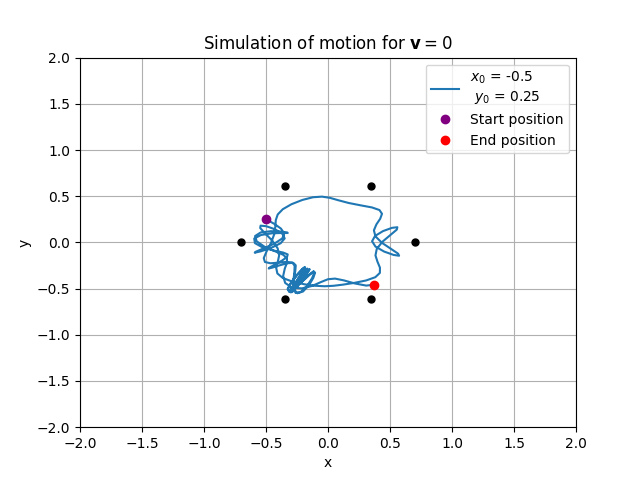 Simulation of motion for v = 0
x₀ = -0.5
y₀ = 0.25
Start position
End position
2.0
1.5
1.0
0.5
0.0
−0.5
−1.0
−1.5
−2.0
y
−2.0 −1.5 −1.0 −0.5 0.0 0.5 1.0 1.5 2.0
x